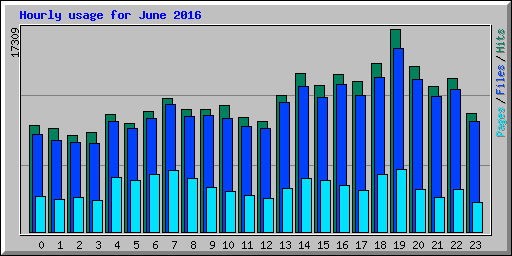 Hourly usage for June 2016
17309
Pages/Files/Hits
0 1 2 3 4 5 6 7 8 9 10 11 12 13 14 15 16 17 18 19 20 21 22 23